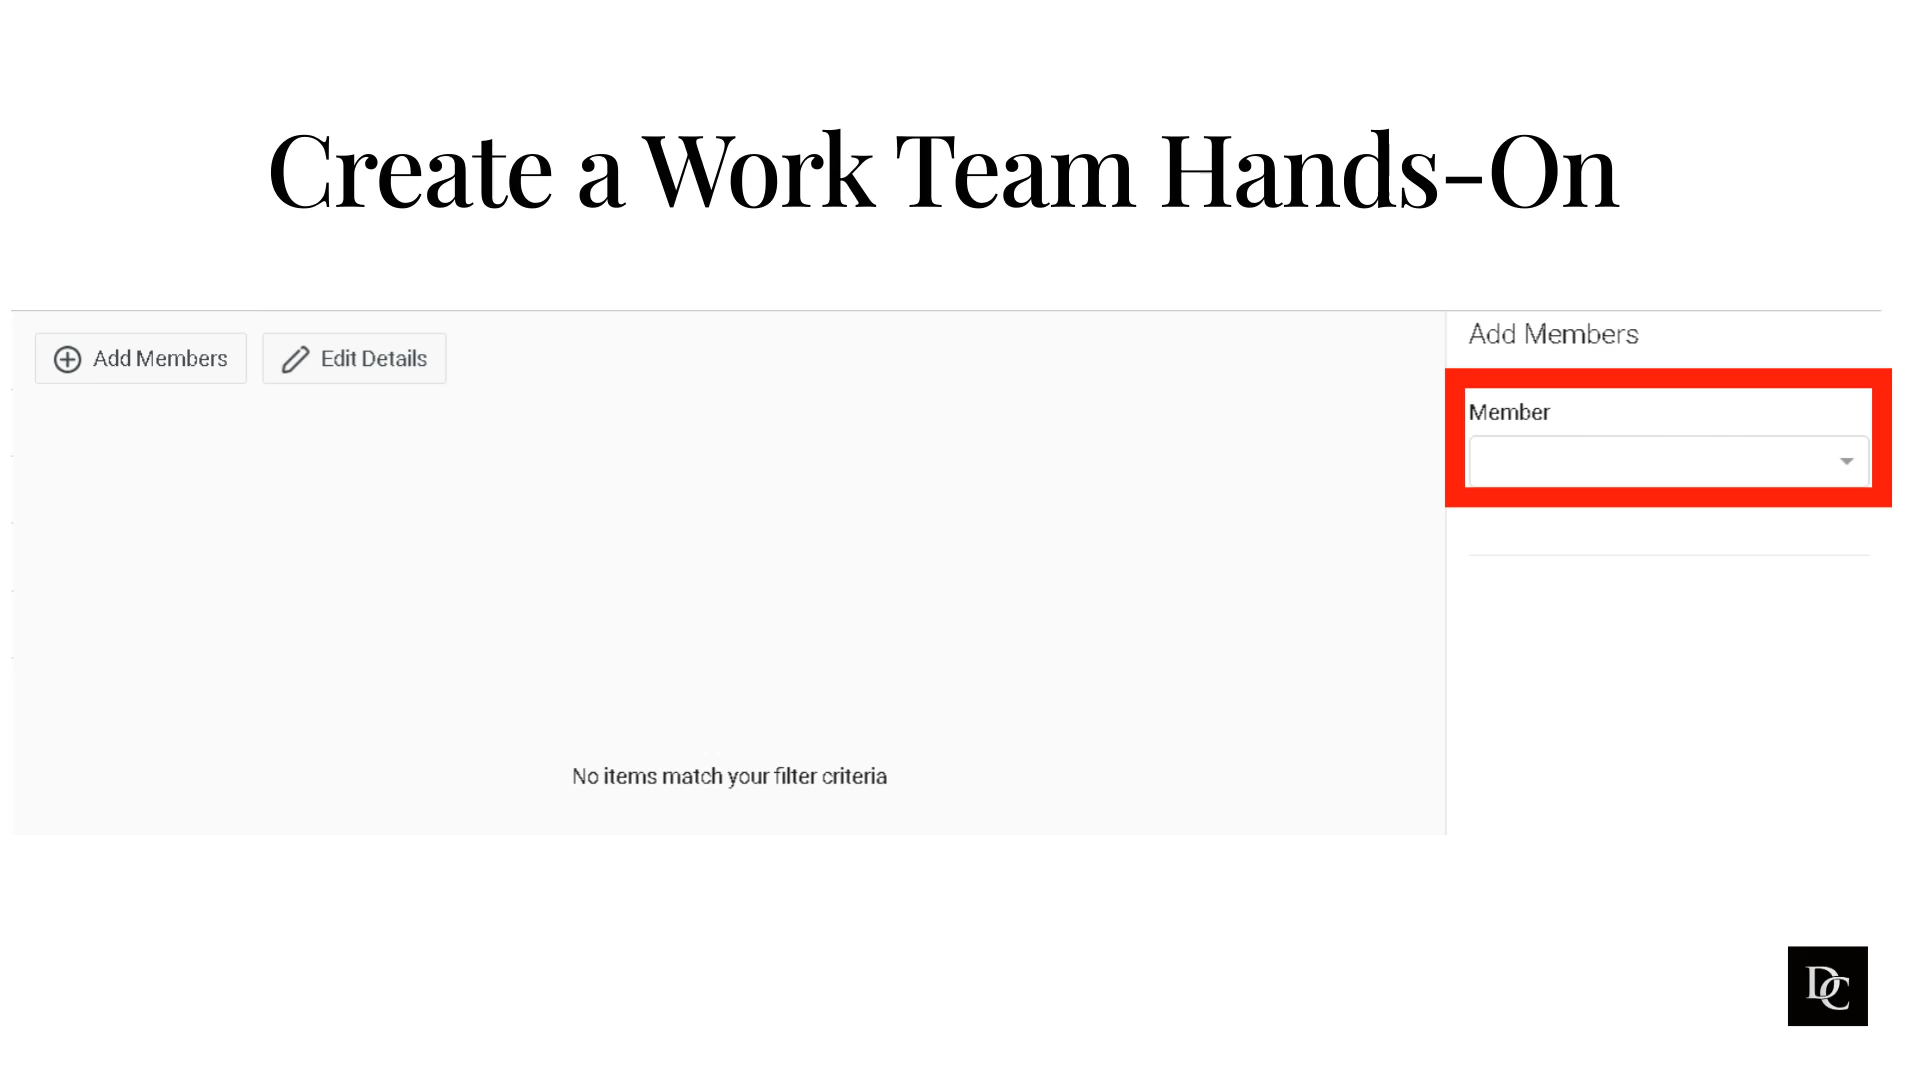 Create a Work Team Hands-On
Add Members
Edit Details
Add Members
Member
No items match your filter criteria
DC